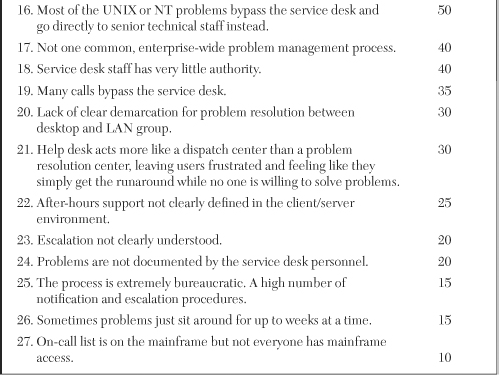 16. Most of the UNIX or NT problems bypass the service desk and 50
go directly to senior technical staff instead.
17. Not one common, enterprise-wide problem management process. 40
18. Service desk staff has very little authority. 40
19. Many calls bypass the service desk. 35
20. Lack of clear demarcation for problem resolution between 30
desktop and LAN group.
21. Help desk acts more like a dispatch center than a problem 30
resolution center, leaving users frustrated and feeling like they
simply get the runaround while no one is willing to solve problems.
22. After-hours support not clearly defined in the client/server 25
environment.
23. Escalation not clearly understood. 20
24. Problems are not documented by the service desk personnel. 20
25. The process is extremely bureaucratic. A high number of 15
notification and escalation procedures.
26. Sometimes problems just sit around for up to weeks at a time. 15
27. On-call list is on the mainframe but not everyone has mainframe
access. 10